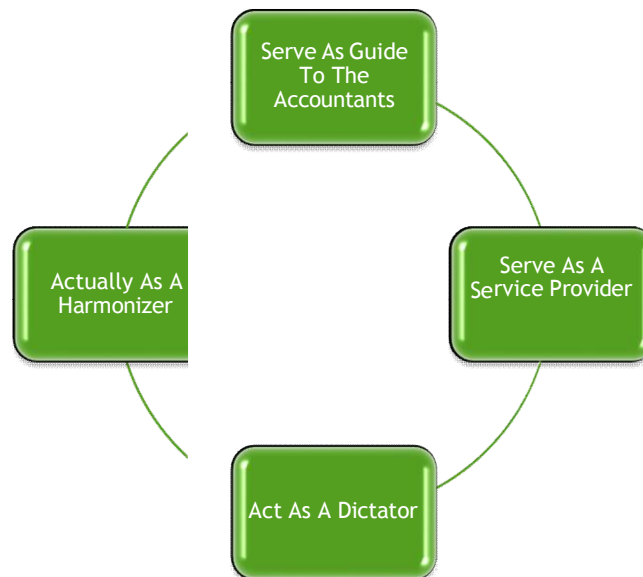 Serve As Guide
To The
Accountants
Serve As A
Service Provider
Act As A Dictator
Actually As A
Harmonizer